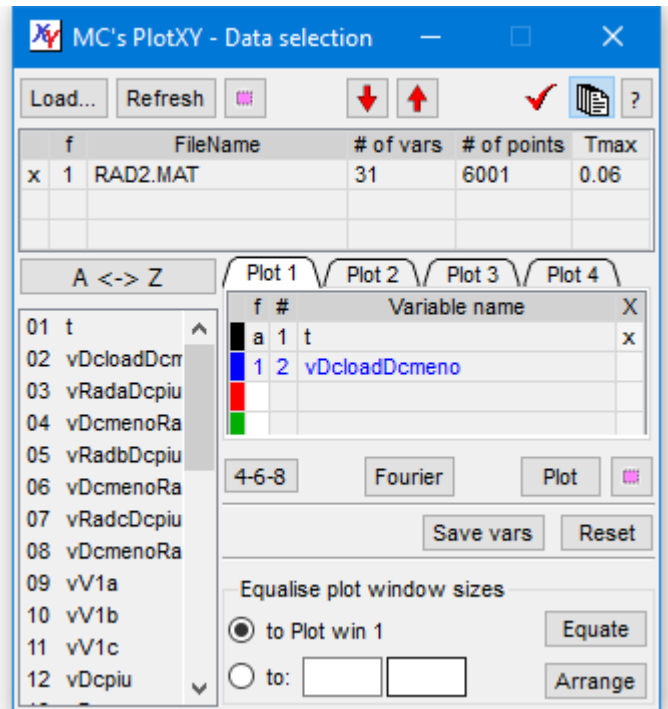 MC's PlotXY - Data selection
Load... Refresh ?
f FileName # of vars # of points Tmax
x 1 RAD2.MAT 31 6001 0.06
A <-> Z
Plot 1 Plot 2 Plot 3 Plot 4
f # Variable name X
a 1 t x
1 2 vDcloadDcmeno
01 t
02 vDcloadDcm
03 vRadaDcpiu
04 vDcmenoRa
05 vRadbDcpiu
06 vDcmenoRa
07 vRadcDcpiu
08 vDcmenoRa
09 vV1a
10 vV1b
11 vV1c
12 vDcpiu
4-6-8 Fourier Plot
Save vars Reset
Equalise plot window sizes
to Plot win 1 Equate
to: Arrange